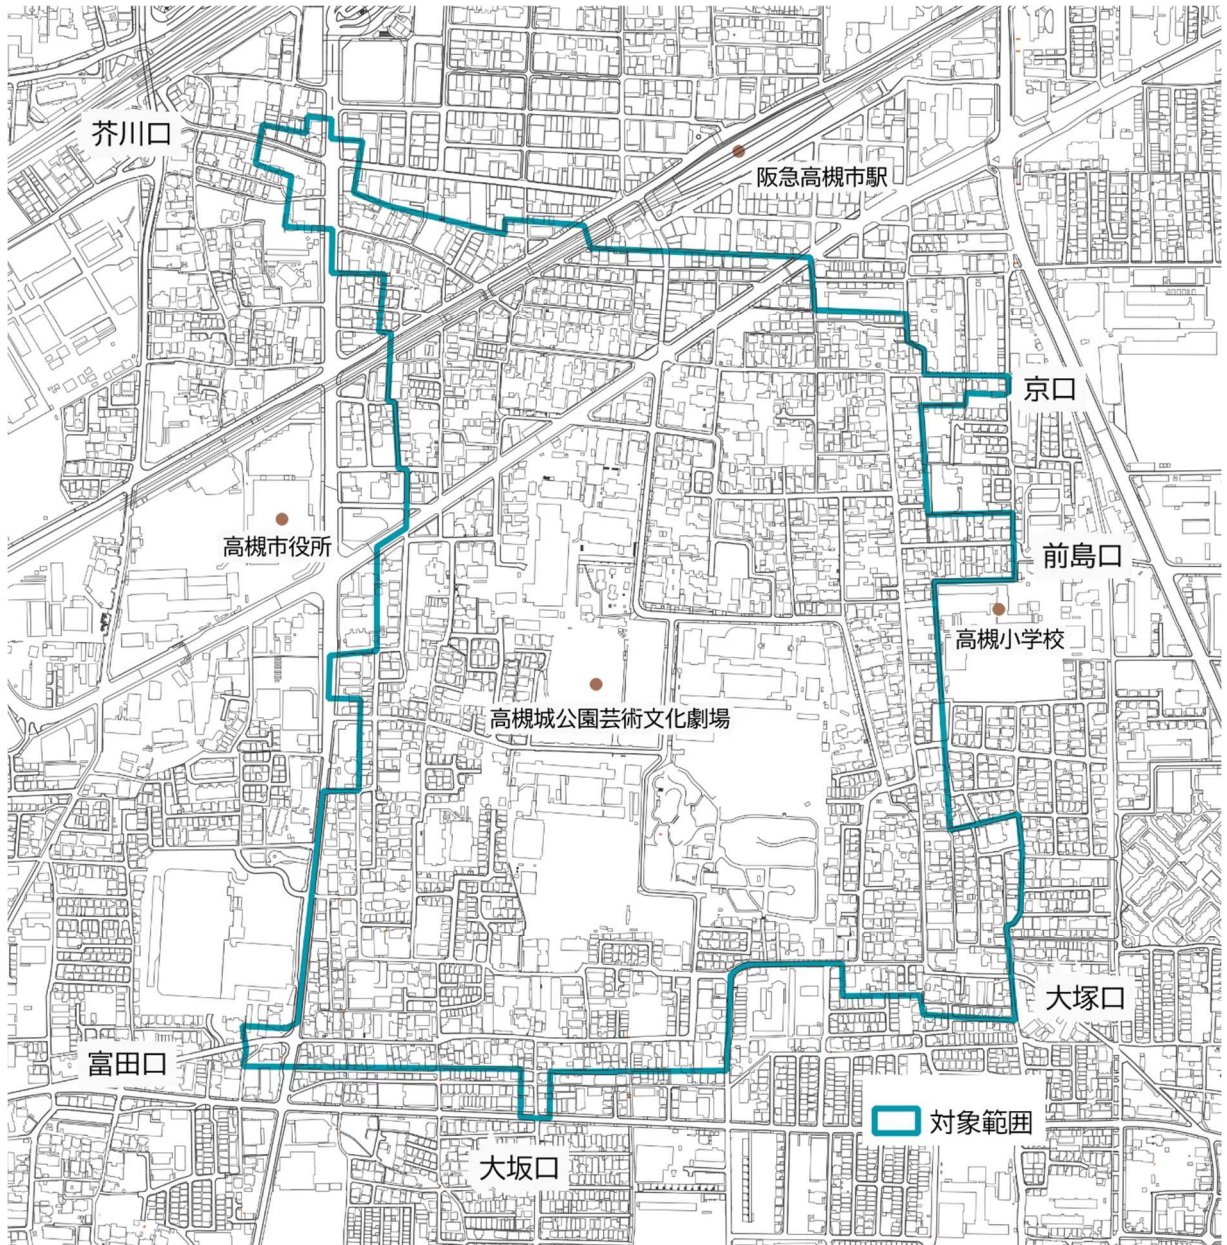 芥川口
阪急高槻市駅
京口
高槻市役所
前島口
高槻小学校
高槻城公園芸術文化劇場
大塚口
富田口
対象範囲
大坂口